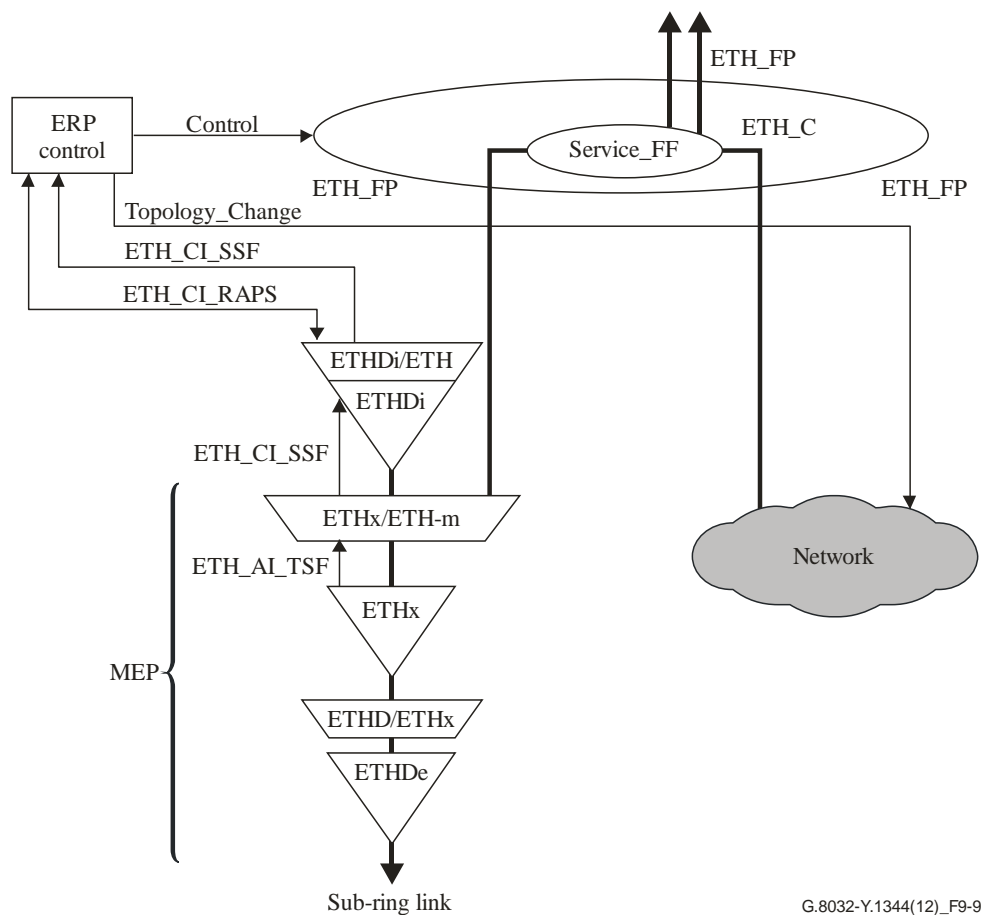 ETH_FP
ERP
control
Control
ETH_C
Service_FF
ETH_FP
ETH_FP
Topology_Change
ETH_CI_SSF
ETH_CI_RAPS
ETHDi/ETH
ETHDi
ETH_CI_SSF
ETHx/ETH-m
ETH_AI_TSF
Network
ETHx
MEP
ETHD/ETHx
ETHDe
Sub-ring link
G.8032-Y.1344(12)_F9-9